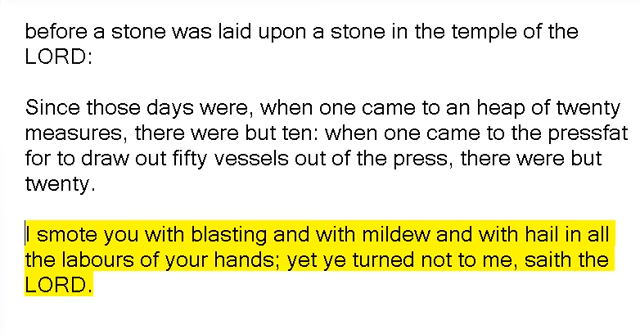 before a stone was laid upon a stone in the temple of the
LORD:
Since those days were, when one came to an heap of twenty
measures, there were but ten: when one came to the pressfat
for to draw out fifty vessels out of the press, there were but
twenty.
I smote you with blasting and with mildew and with hail in all
the labours of your hands; yet ye turned not to me, saith the
LORD.